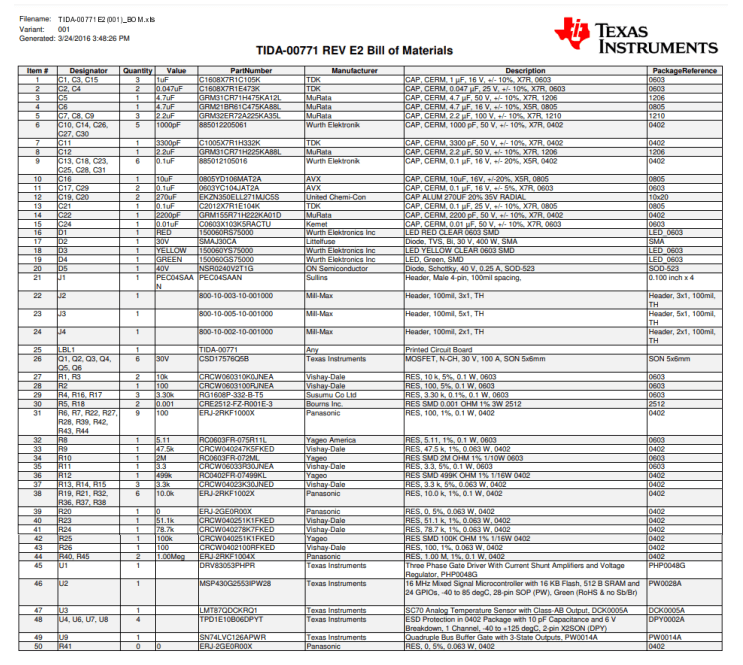 Filename: TIDA-00771E2(001)_BOM.xls
Variant: 001
Generated: 3/24/2016 3:48:26 PM
TEXAS INSTRUMENTS
TIDA-00771 REV E2 Bill of Materials
Item # Designator Quantity Value PartNumber Manufacturer Description PackageReference
1 C1, C3, C15 3 1uF C1608X7R1C105K TDK CAP, CERM, 1 µF, 16 V, +/- 10%, X7R, 0603 0603
2 C2, C4 2 0.047uF C1608X7R1E473K TDK CAP, CERM, 0.047 µF, 25 V, +/- 10%, X7R, 0603 0603
3 C5 1 4.7uF GRM31CR71H475KA12L MuRata CAP, CERM, 4.7 µF, 50 V, +/- 10%, X7R, 1206 1206
4 C6 1 4.7uF GRM21BR61C475KA88L MuRata CAP, CERM, 4.7 µF, 16 V, +/- 10%, X5R, 0805 0805
5 C7, C8, C9 3 2.2uF GRM32ER72A225KA35L MuRata CAP, CERM, 2.2 µF, 100 V, +/- 10%, X7R, 1210 1210
6 C10, C14, C26, 5 1000pF 885012205061 Wurth Elektronik CAP, CERM, 1000 pF, 50 V, +/- 10%, X7R, 0402 0402
C27, C30
7 C11 1 3300pF C1005X7R1H332K TDK CAP, CERM, 3300 pF, 50 V, +/- 10%, X7R, 0402 0402
8 C12 1 2.2uF GRM31CR71H225KA88L MuRata CAP, CERM, 2.2 µF, 50 V, +/- 10%, X7R, 1206 1206
9 C13, C18, C23, 6 0.1uF 885012105016 Wurth Elektronik CAP, CERM, 0.1 µF, 16 V, +/- 20%, X5R, 0402 0402
C25, C28, C31
10 C16 1 10uF 0805YD106MAT2A AVX CAP, CERM, 10uF, 16V, +/-20%, X5R, 0805 0805
11 C17, C29 2 0.1uF 0603YC104JAT2A AVX CAP, CERM, 0.1 µF, 16 V, +/- 5%, X7R, 0603 0603
12 C19, C20 2 270uF EKZN350ELL271MJC5S United Chemi-Con CAP ALUM 270UF 20% 35V RADIAL 10x20
13 C21 1 0.1uF C2012X7R1E104K TDK CAP, CERM, 0.1 µF, 25 V, +/- 10%, X7R, 0805 0805
14 C22 1 2200pF GRM155R71H222KA01D MuRata CAP, CERM, 2200 pF, 50 V, +/- 10%, X7R, 0402 0402
15 C24 1 0.01uF C0603X103K5RACTU Kemet CAP, CERM, 0.01 µF, 50 V, +/- 10%, X7R, 0603 0603
16 D1 1 RED 150060RS75000 Wurth Elektronics Inc LED RED CLEAR 0603 SMD LED_0603
17 D2 1 30V SMAJ30CA Littelfuse Diode, TVS, Bi, 30 V, 400 W, SMA SMA
18 D3 1 YELLOW 150060YS75000 Wurth Elektronics Inc LED YELLOW CLEAR 0603 SMD LED_0603
19 D4 1 GREEN 150060GS75000 Wurth Elektronics Inc LED, Green, SMD LED_0603
20 D5 1 40V NSR0240V2T1G ON Semiconductor Diode, Schottky, 40 V, 0.25 A, SOD-523 SOD-523
21 J1 1 PEC04SAA PEC04SAAN Sullins Header, Male 4-pin, 100mil spacing, 0.100 inch x 4
N
22 J2 1 800-10-003-10-001000 Mill-Max Header, 100mil, 3x1, TH Header, 3x1, 100mil,
TH
23 J3 1 800-10-005-10-001000 Mill-Max Header, 100mil, 5x1, TH Header, 5x1, 100mil,
TH
24 J4 1 800-10-002-10-001000 Mill-Max Header, 100mil, 2x1, TH Header, 2x1, 100mil,
TH
25 LBL1 1 TIDA-00771 Any Printed Circuit Board
26 Q1, Q2, Q3, Q4, 6 30V CSD17576Q5B Texas Instruments MOSFET, N-CH, 30 V, 100 A, SON 5x6mm SON 5x6mm
Q5, Q6
27 R1, R3 2 10k CRCW060310K0JNEA Vishay-Dale RES, 10 k, 5%, 0.1 W, 0603 0603
28 R2 1 100 CRCW0603100RJNEA Vishay-Dale RES, 100, 5%, 0.1 W, 0603 0603
29 R4, R16, R17 3 3.30k RG1608P-332-B-T5 Susumu Co Ltd RES, 3.30 k, 0.1%, 0.1 W, 0603 0603
30 R5, R18 2 0.001 CRE2512-FZ-R001E-3 Bourns Inc. RES SMD 0.001 OHM 1% 3W 2512 2512
31 R6, R7, R22, R27, 9 100 ERJ-2RKF1000X Panasonic RES, 100, 1%, 0.1 W, 0402 0402
R28, R39, R42,
R43, R44
32 R8 1 5.11 RC0603FR-075R11L Yageo America RES, 5.11, 1%, 0.1 W, 0603 0603
33 R9 1 47.5k CRCW040247K5FKED Vishay-Dale RES, 47.5 k, 1%, 0.063 W, 0402 0402
34 R10 1 2M RC0603FR-072ML Yageo RES SMD 2M OHM 1% 1/10W 0603 0603
35 R11 1 3.3 CRCW06033R30JNEA Vishay-Dale RES, 3.3, 5%, 0.1 W, 0603 0603
36 R12 1 499k RC0402FR-07499KL Yageo RES SMD 499K OHM 1% 1/16W 0402 0402
37 R13, R14, R15 3 3.3k CRCW04023K30JNED Vishay-Dale RES, 3.3 k, 5%, 0.063 W, 0402 0402
38 R19, R21, R32, 6 10.0k ERJ-2RKF1002X Panasonic RES, 10.0 k, 1%, 0.1 W, 0402 0402
R36, R37, R38
39 R20 1 0 ERJ-2GE0R00X Panasonic RES, 0, 5%, 0.063 W, 0402 0402
40 R23 1 51.1k CRCW040251K1FKED Vishay-Dale RES, 51.1 k, 1%, 0.063 W, 0402 0402
41 R24 1 78.7k CRCW040278K7FKED Vishay-Dale RES, 78.7 k, 1%, 0.063 W, 0402 0402
42 R25 1 100k CRCW040251K1FKED Yageo RES SMD 100K OHM 1% 1/16W 0402 0402
43 R26 1 100 CRCW0402100RFKED Vishay-Dale RES, 100, 1%, 0.063 W, 0402 0402
44 R40, R45 2 1.00Meg ERJ-2RKF1004X Panasonic RES, 1.00 M, 1%, 0.1 W, 0402 0402
45 U1 1 DRV83053PHPR Texas Instruments Three Phase Gate Driver With Current Shunt Amplifiers and Voltage PHP0048G
Regulator, PHP0048G
46 U2 1 MSP430G2553IPW28 Texas Instruments 16 MHz Mixed Signal Microcontroller with 16 KB Flash, 512 B SRAM and PW0028A
24 GPIOs, -40 to 85 degC, 28-pin SOP (PW), Green (RoHS & no Sb/Br)
47 U3 1 LMT87QDCKRQ1 Texas Instruments SC70 Analog Temperature Sensor with Class-AB Output, DCK0005A DCK0005A
48 U4, U6, U7, U8 4 TPD1E10B06DPYT Texas Instruments ESD Protection in 0402 Package with 10 pF Capacitance and 6 V DPY0002A
Breakdown, 1 Channel, -40 to +125 degC, 2-pin X2SON (DPY)
49 U9 1 SN74LVC126APWR Texas Instruments Quadruple Bus Buffer Gate with 3-State Outputs, PW0014A PW0014A
50 R41 0 0 ERJ-2GE0R00X Panasonic RES, 0, 5%, 0.063 W, 0402 0402